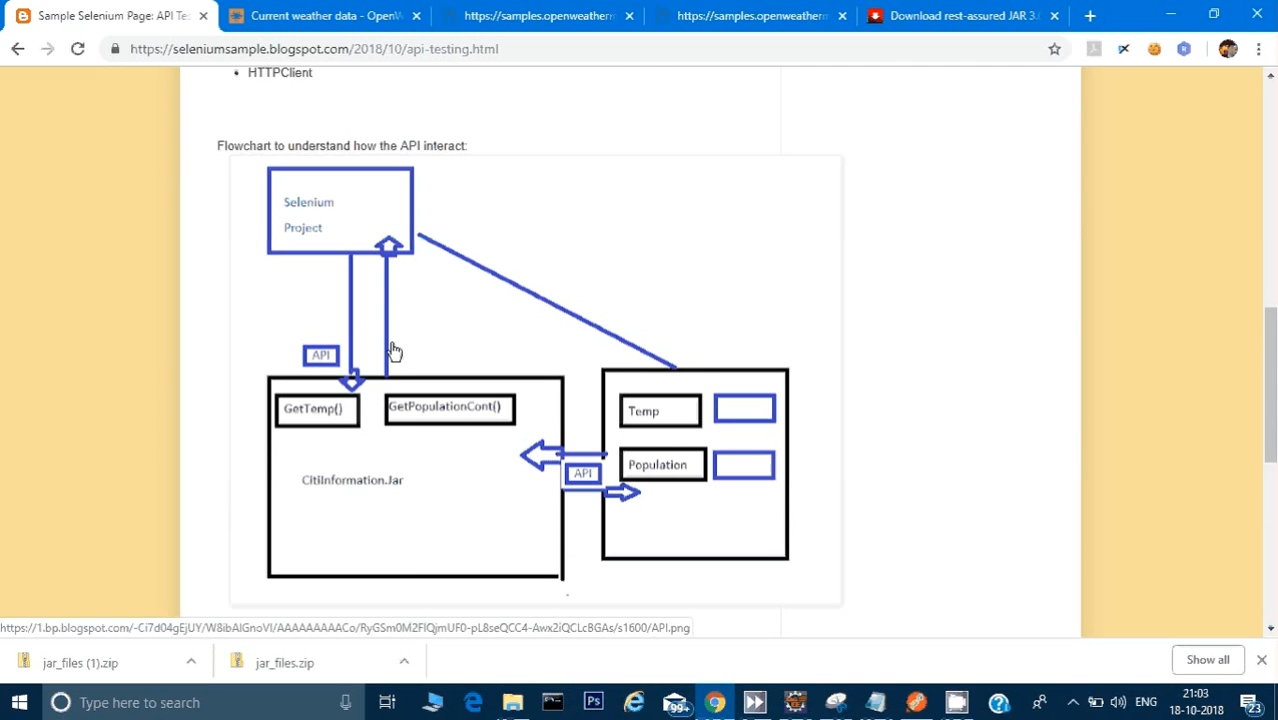 Sample Selenium Page: API Te
Current weather data - OpenW
https://samples.openweatherm
https://samples.openweatherm
Download rest-assured JAR 3.
https://seleniumsample.blogspot.com/2018/10/api-testing.html
HTTPClient
Flowchart to understand how the API interact:
Selenium
Project
API
GetTemp()
GetPopulationCont()
Temp
Population
API
CitiInformation.Jar
https://1.bp.blogspot.com/-Ci7d04gEjUY/W8ibAIGnoVI/AAAAAAAAACo/RyGSm0M2FIQjmUF0-pL8seQCC4-Awx2iQCLcBGAs/s1600/API.png
jar_files (1).zip
jar_files.zip
Show all
Type here to search
Ps
99+
ENG
21:03
18-10-2018
23